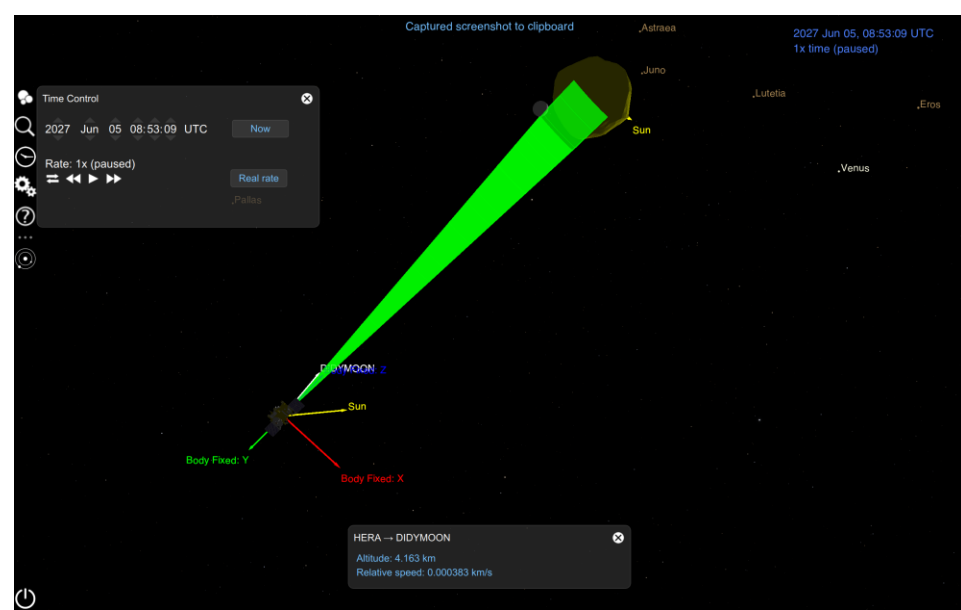 Captured screenshot to clipboard
Astraea
2027 Jun 05, 08:53:09 UTC
1x time (paused)
Juno
Lutetia
Eros
Sun
Venus
Time Control
2027 Jun 05 08:53:09 UTC
Now
Rate: 1x (paused)
Real rate
Pallas
DIDYMOON
Z
Sun
Body Fixed: Y
Body Fixed: X
HERA → DIDYMOON
Altitude: 4.163 km
Relative speed: 0.000383 km/s